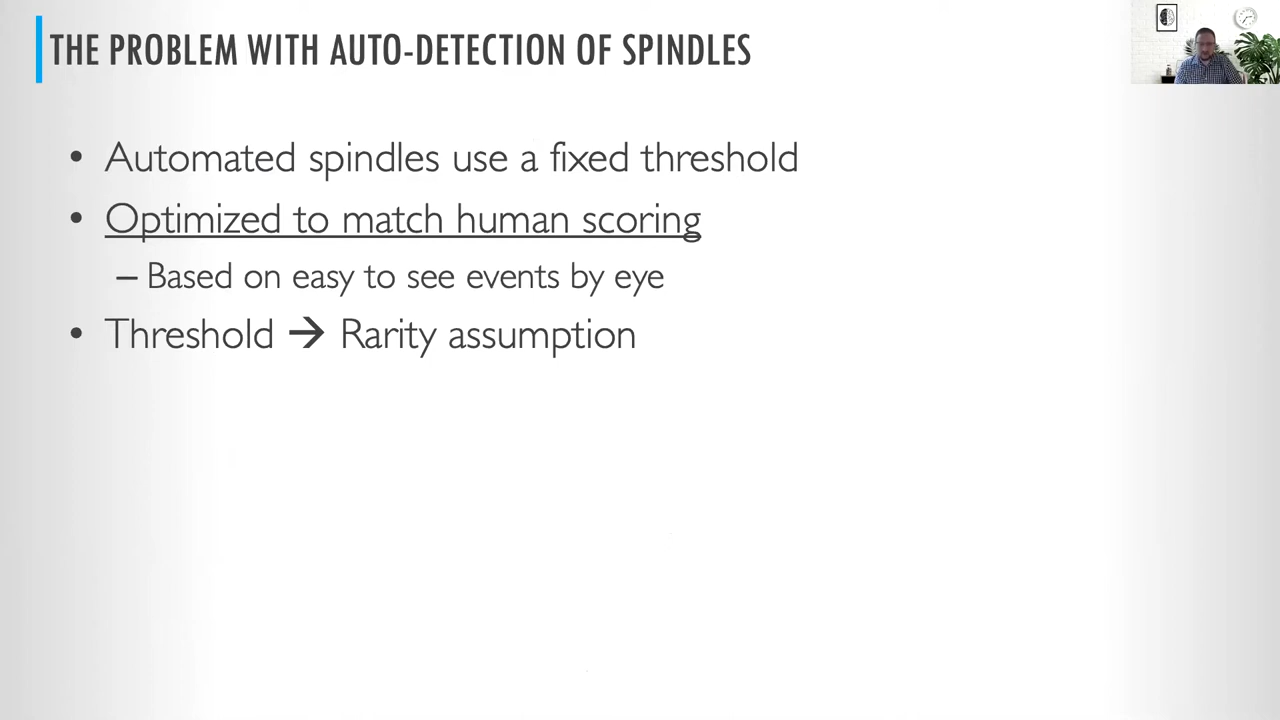 THE PROBLEM WITH AUTO-DETECTION OF SPINDLES
• Automated spindles use a fixed threshold
• Optimized to match human scoring
– Based on easy to see events by eye
• Threshold → Rarity assumption